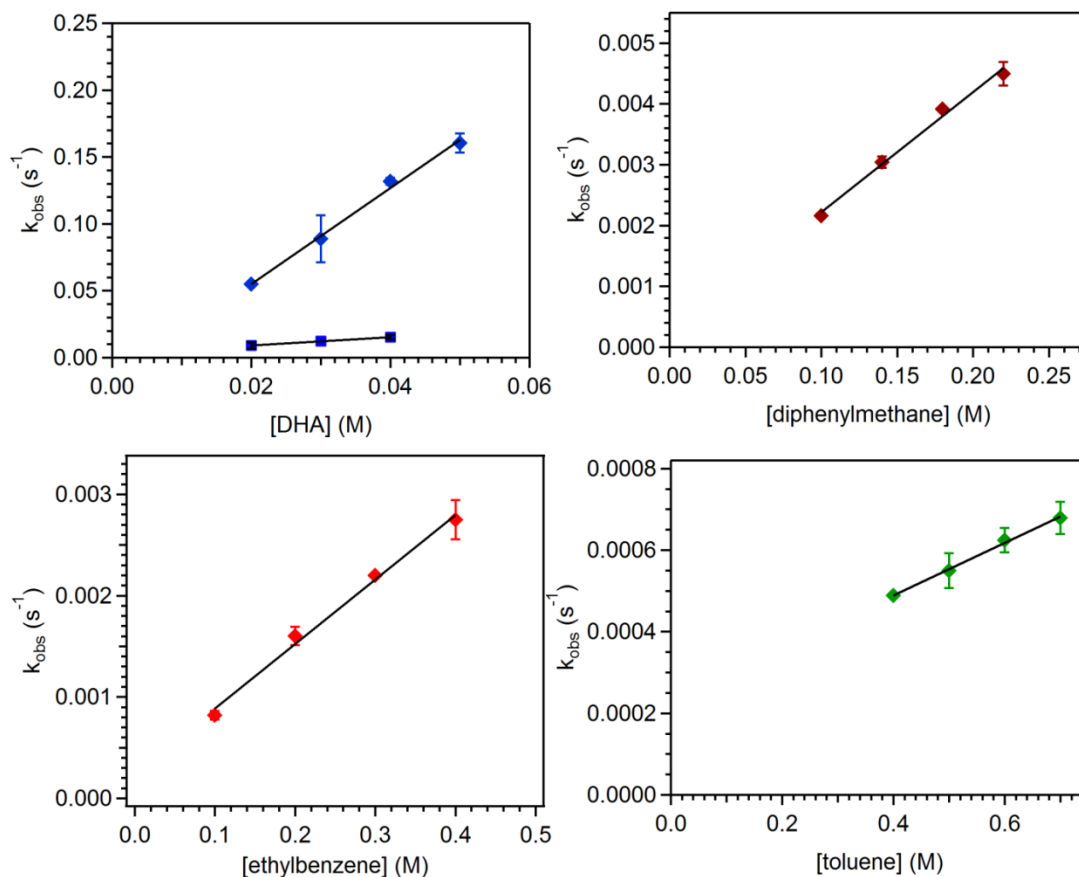 0.25
0.20
0.15
0.10
0.05
0.00
k_obs (s⁻¹)
0.00 0.02 0.04 0.06
[DHA] (M)
0.005
0.004
0.003
0.002
0.001
0.000
k_obs (s⁻¹)
0.00 0.05 0.10 0.15 0.20 0.25
[diphenylmethane] (M)
0.003
0.002
0.001
0.000
k_obs (s⁻¹)
0.0 0.1 0.2 0.3 0.4 0.5
[ethylbenzene] (M)
0.0008
0.0006
0.0004
0.0002
0.0000
k_obs (s⁻¹)
0.0 0.2 0.4 0.6
[toluene] (M)